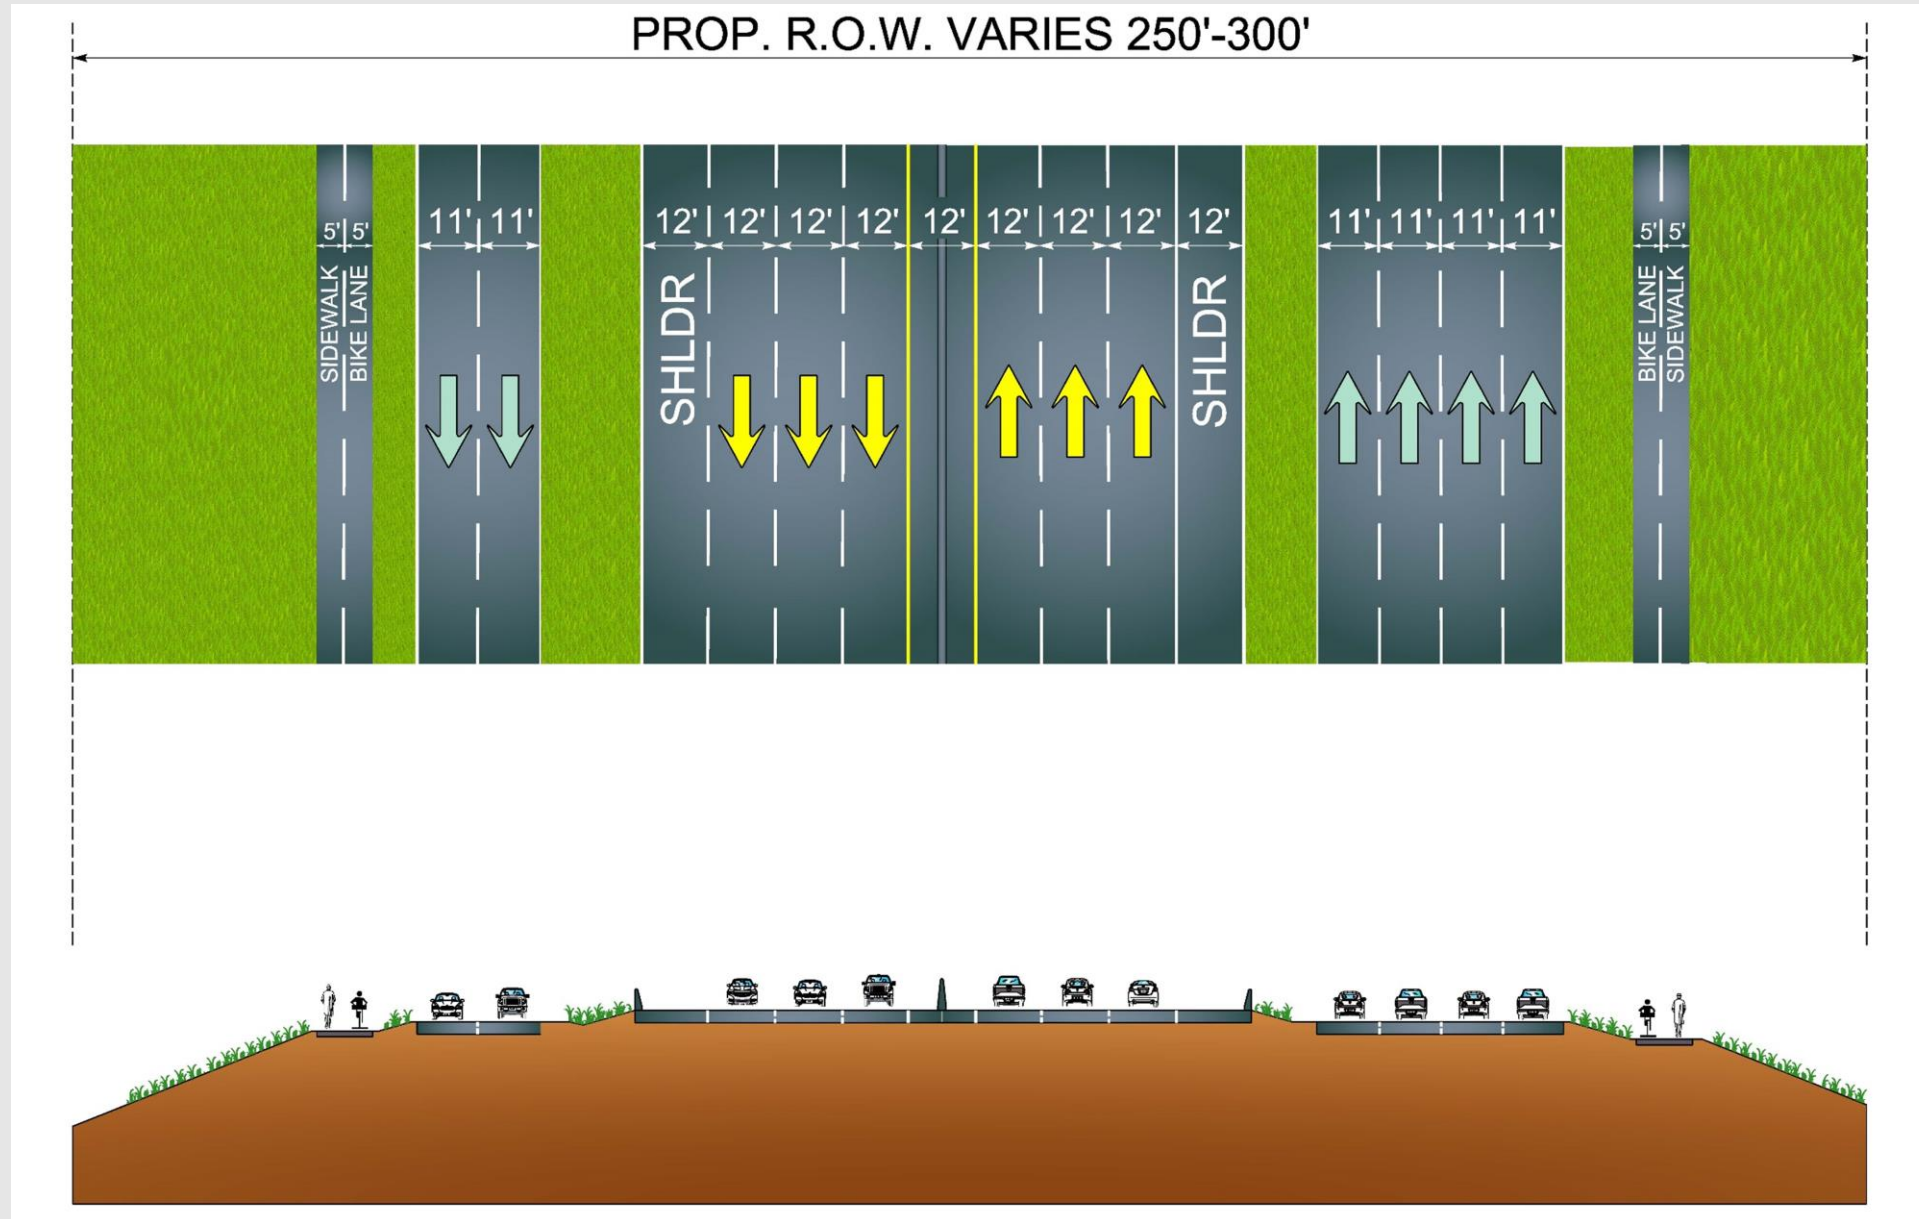 PROP. R.O.W. VARIES 250'-300'
5' 5' 11' 11' 12' 12' 12' 12' 12' 12' 12' 12' 12' 11' 11' 11' 11' 5' 5'
SIDEWALK
BIKE LANE
SHLDR
SHLDR
BIKE LANE
SIDEWALK